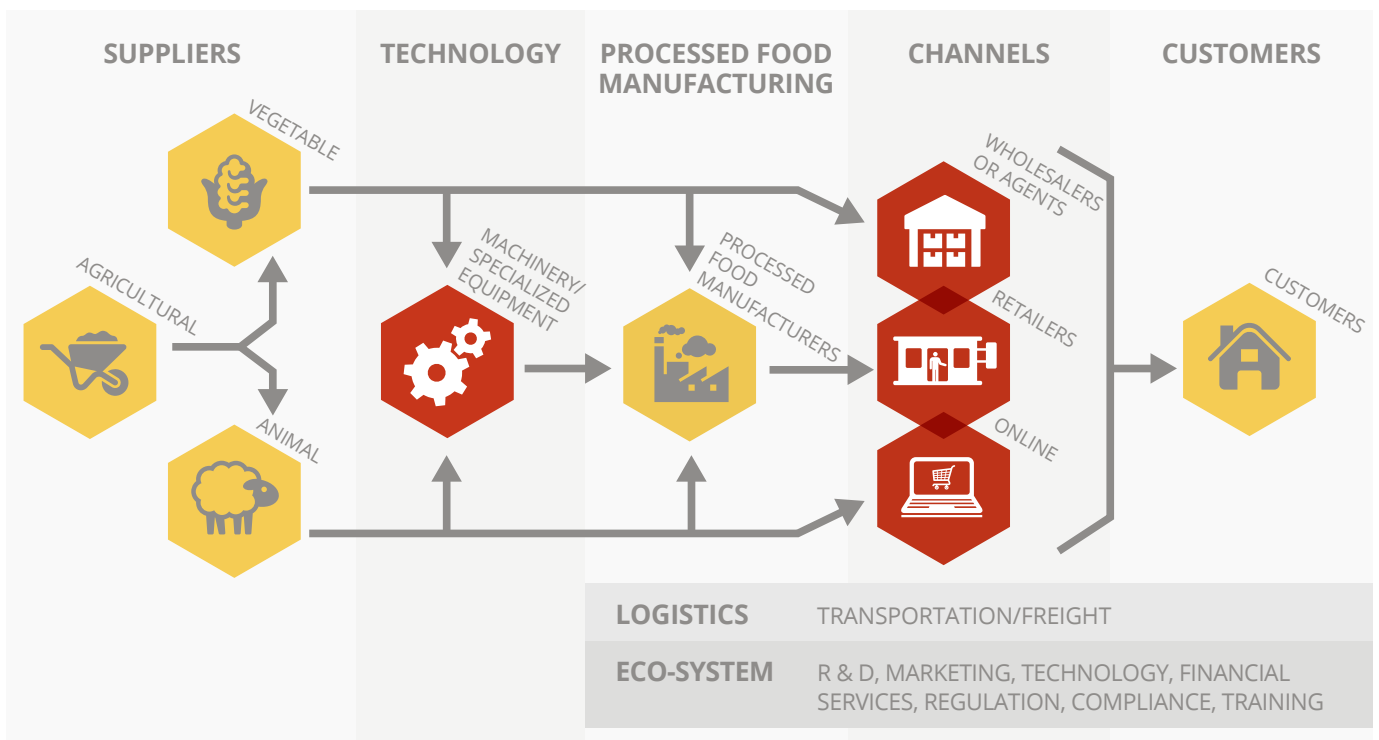 SUPPLIERS
TECHNOLOGY
PROCESSED FOOD
MANUFACTURING
CHANNELS
CUSTOMERS
VEGETABLE
AGRICULTURAL
ANIMAL
MACHINERY/
SPECIALIZED
EQUIPMENT
PROCESSED
FOOD
MANUFACTURERS
WHOLESALERS
OR AGENTS
RETAILERS
ONLINE
CUSTOMERS
LOGISTICS
TRANSPORTATION/FREIGHT
ECO-SYSTEM
R & D, MARKETING, TECHNOLOGY, FINANCIAL
SERVICES, REGULATION, COMPLIANCE, TRAINING